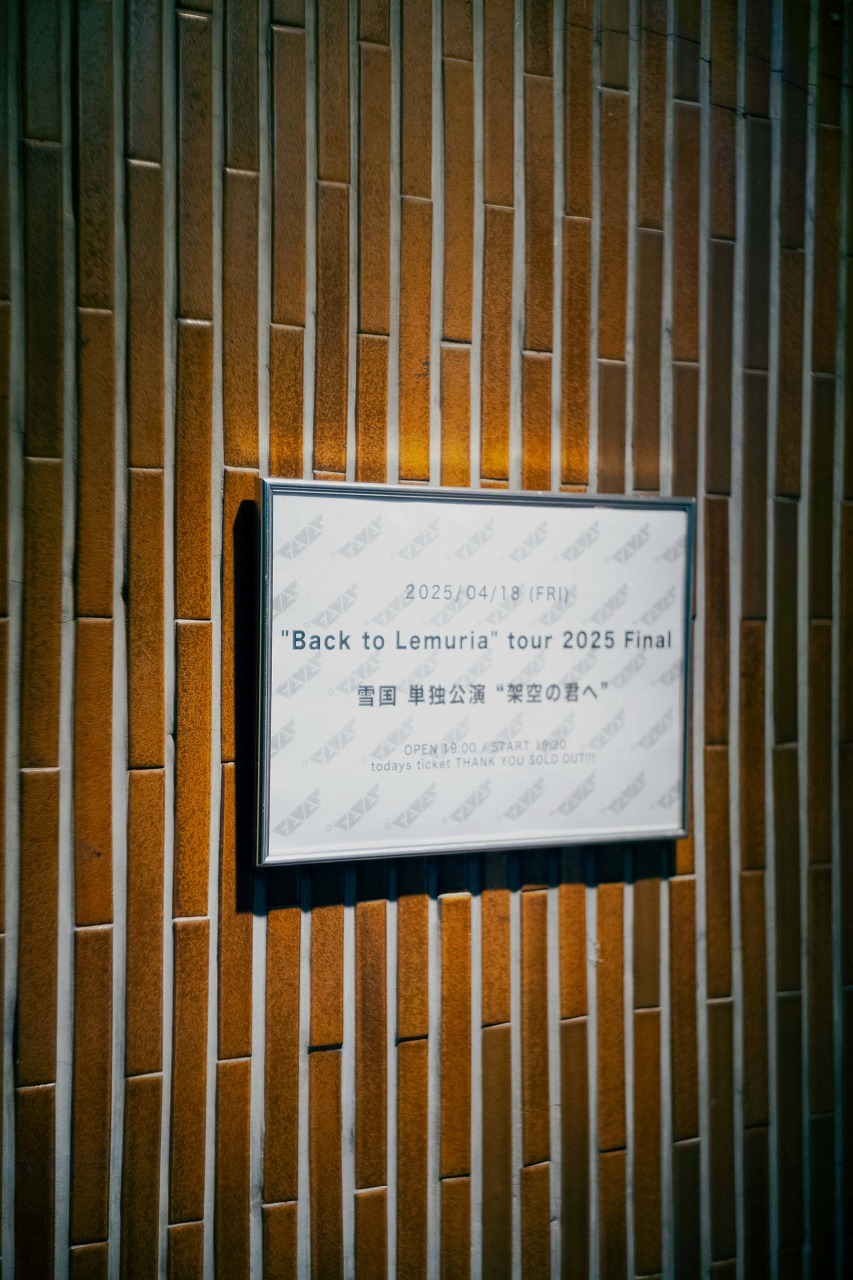 2025/04/18 (FRI)
"Back to Lemuria" tour 2025 Final
雪国 単独公演 “架空の君へ”
OPEN 19:00 / START 19:30
todays ticket THANK YOU SOLD OUT!!!